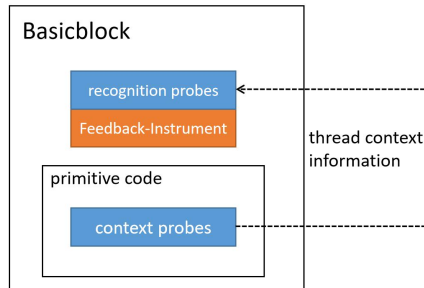 Basicblock
recognition probes
Feedback-Instrument
thread context
information
primitive code
context probes